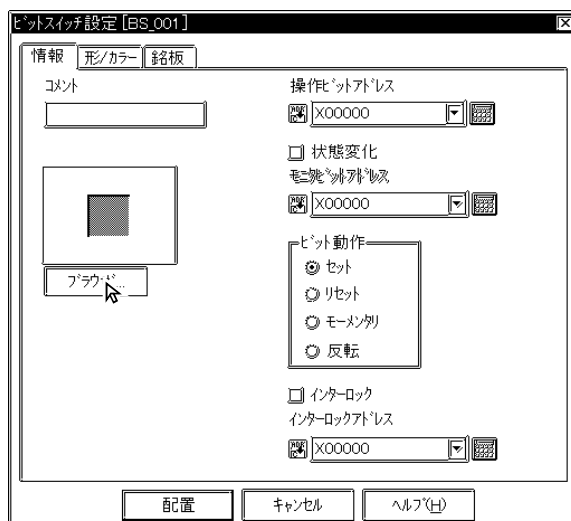 ﾋﾞｯﾄｽｲｯﾁ設定 [BS_001]
情報 形/ｶﾗｰ 銘板
ｺﾒﾝﾄ
操作ﾋﾞｯﾄｱﾄﾞﾚｽ
X00000
状態変化
ﾓﾆﾀﾋﾞｯﾄｱﾄﾞﾚｽ
X00000
ﾌﾞﾗｳｽﾞ...
ﾋﾞｯﾄ動作
ｾｯﾄ
ﾘｾｯﾄ
ﾓｰﾒﾝﾀﾘ
反転
ｲﾝﾀｰﾛｯｸ
ｲﾝﾀｰﾛｯｸｱﾄﾞﾚｽ
X00000
配置 ｷｬﾝｾﾙ ﾍﾙﾌﾟ(H)